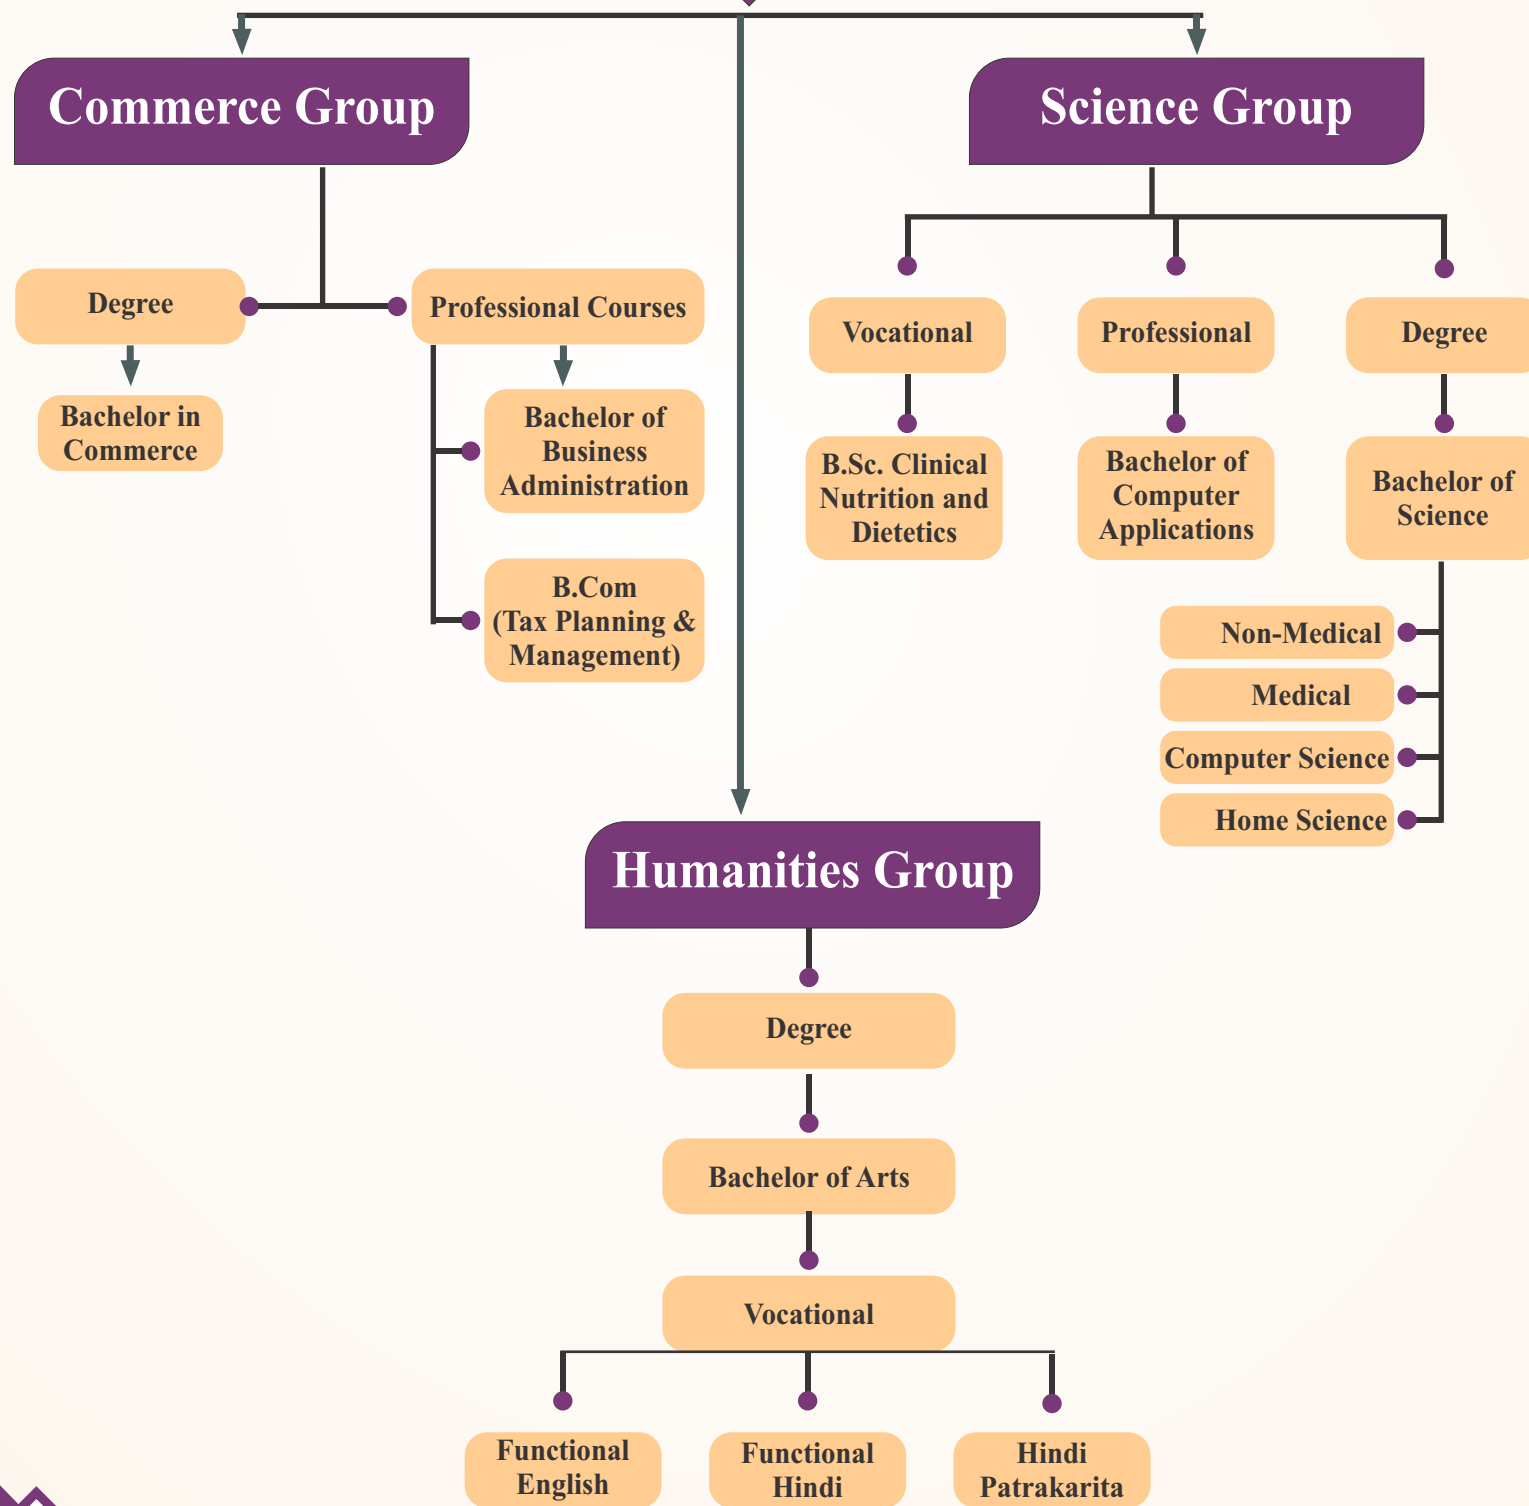 Commerce Group
Science Group
Degree
Professional Courses
Bachelor in
Commerce
Bachelor of
Business
Administration
B.Com
(Tax Planning &
Management)
Vocational
Professional
Degree
B.Sc. Clinical
Nutrition and
Dietetics
Bachelor of
Computer
Applications
Bachelor of
Science
Non-Medical
Medical
Computer Science
Home Science
Humanities Group
Degree
Bachelor of Arts
Vocational
Functional
English
Functional
Hindi
Hindi
Patrakarita